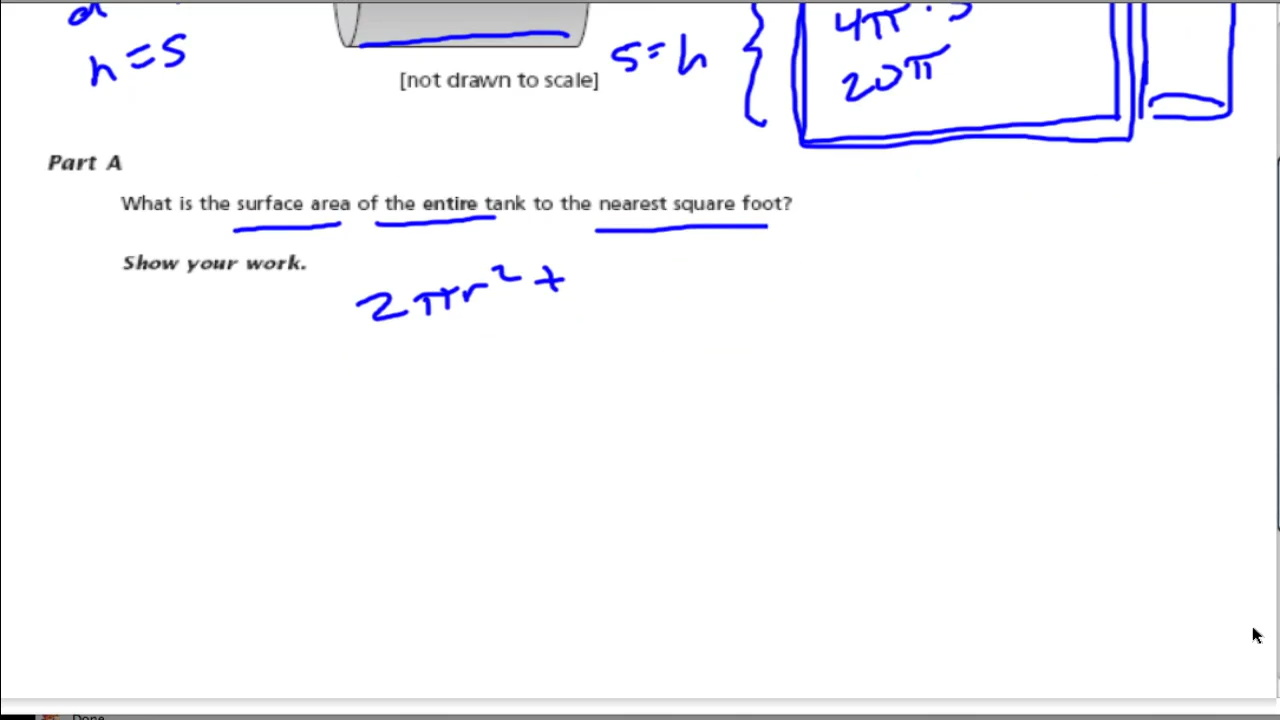 d
h = 5
[not drawn to scale]
5 = h
4π · 5
20π
Part A
What is the surface area of the entire tank to the nearest square foot?
Show your work.
2πr² +
Done